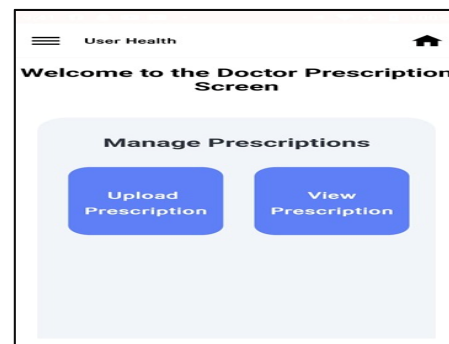 User Health
Welcome to the Doctor Prescription
Screen
Manage Prescriptions
Upload
Prescription
View
Prescription